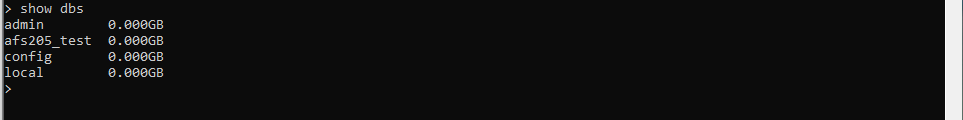 > show dbs
admin        0.000GB
afs205_test  0.000GB
config       0.000GB
local        0.000GB
>